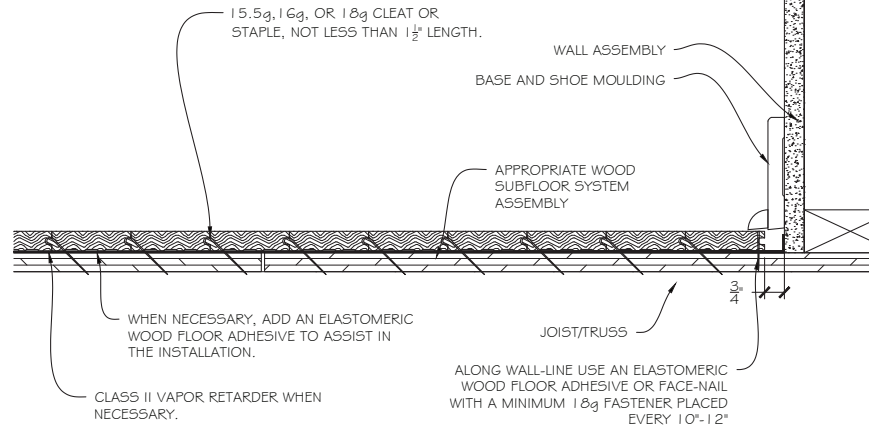 15.5g,16g, OR 18g CLEAT OR
STAPLE, NOT LESS THAN 1 1/2" LENGTH.
WALL ASSEMBLY
BASE AND SHOE MOULDING
APPROPRIATE WOOD
SUBFLOOR SYSTEM
ASSEMBLY
3/4"
WHEN NECESSARY, ADD AN ELASTOMERIC
WOOD FLOOR ADHESIVE TO ASSIST IN
THE INSTALLATION.
JOIST/TRUSS
CLASS II VAPOR RETARDER WHEN
NECESSARY.
ALONG WALL-LINE USE AN ELASTOMERIC
WOOD FLOOR ADHESIVE OR FACE-NAIL
WITH A MINIMUM 18g FASTENER PLACED
EVERY 10"-12"